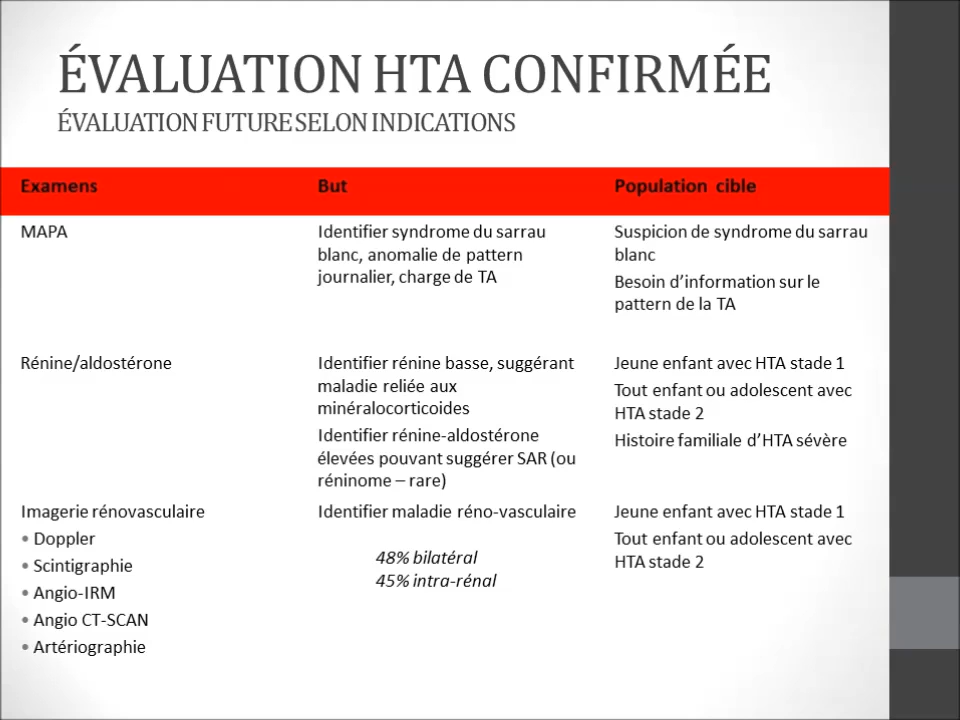 ÉVALUATION HTA CONFIRMÉE
ÉVALUATION FUTURE SELON INDICATIONS
Examens
But
Population cible
MAPA
Identifier syndrome du sarrau
blanc, anomalie de pattern
journalier, charge de TA
Suspicion de syndrome du sarrau
blanc
Besoin d'information sur le
pattern de la TA
Rénine/aldostérone
Identifier rénine basse, suggérant
maladie reliée aux
minéralocorticoides
Identifier rénine-aldostérone
élevées pouvant suggérer SAR (ou
réninome – rare)
Jeune enfant avec HTA stade 1
Tout enfant ou adolescent avec
HTA stade 2
Histoire familiale d'HTA sévère
Imagerie rénovasculaire
• Doppler
• Scintigraphie
• Angio-IRM
• Angio CT-SCAN
• Artériographie
Identifier maladie réno-vasculaire
48% bilatéral
45% intra-rénal
Jeune enfant avec HTA stade 1
Tout enfant ou adolescent avec
HTA stade 2